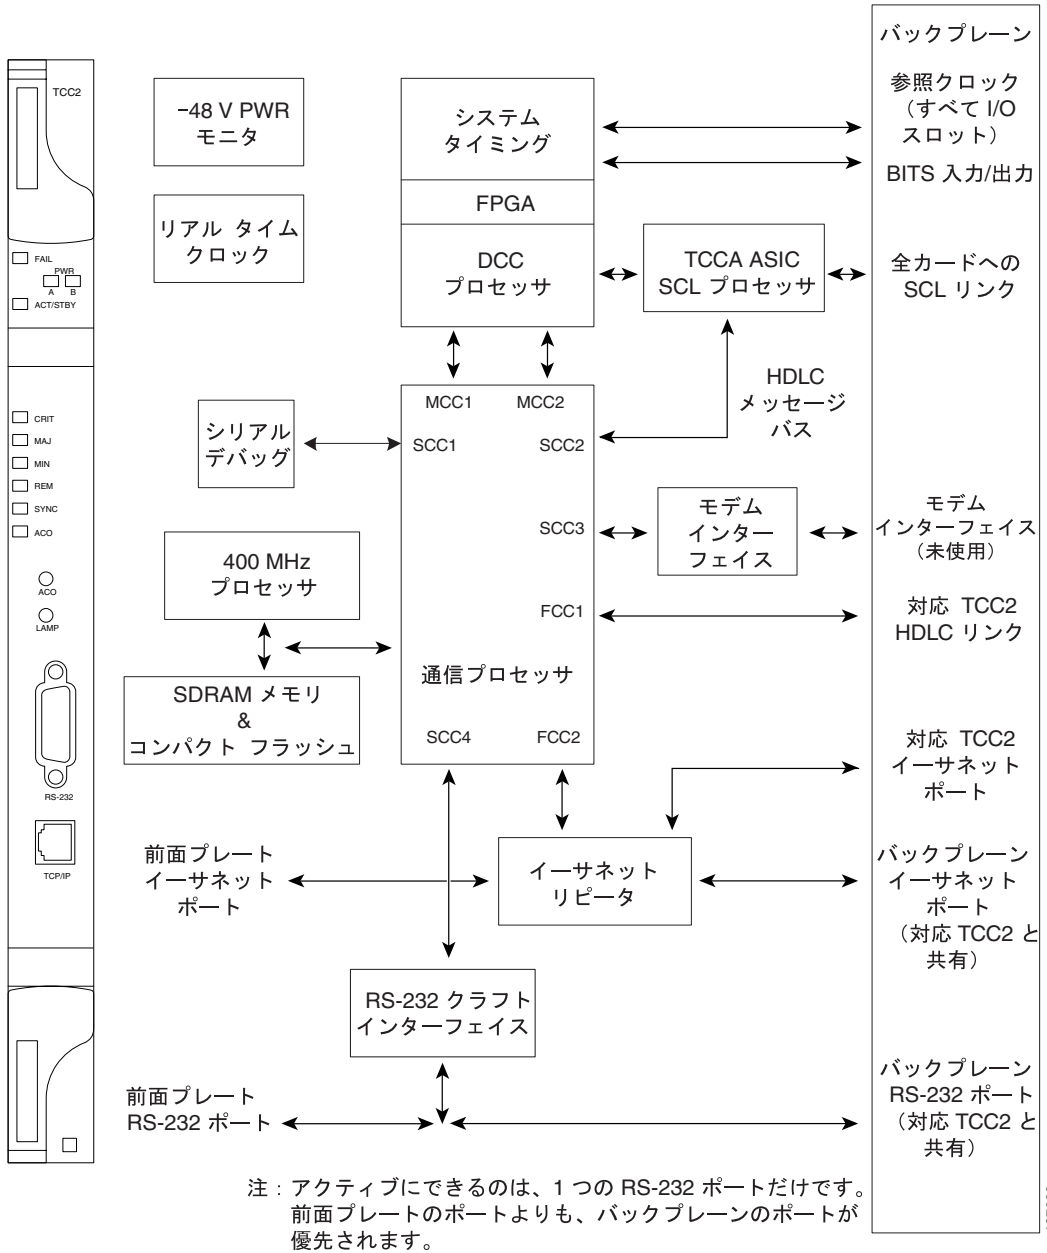 TCC2
FAIL
PWR
A B
ACT/STBY
CRIT
MAJ
MIN
REM
SYNC
ACO
ACO
LAMP
RS-232
TCP/IP
−48 V PWR
モニタ
リアル タイム
クロック
システム
タイミング
FPGA
DCC
プロセッサ
TCCA ASIC
SCL プロセッサ
HDLC
メッセージ
バス
MCC1 MCC2
SCC1 SCC2
シリアル
デバッグ
SCC3
モデム
インター
フェイス
400 MHz
プロセッサ
FCC1
通信プロセッサ
SDRAM メモリ
&
コンパクト フラッシュ
SCC4 FCC2
前面プレート
イーサネット
ポート
イーサネット
リピータ
RS-232 クラフト
インターフェイス
前面プレート
RS-232 ポート
バックプレーン
参照クロック
（すべて I/O
スロット）
BITS 入力/出力
全カードへの
SCL リンク
モデム
インターフェイス
（未使用）
対応 TCC2
HDLC リンク
対応 TCC2
イーサネット
ポート
バックプレーン
イーサネット
ポート
（対応 TCC2 と
共有）
バックプレーン
RS-232 ポート
（対応 TCC2 と
共有）
注 : アクティブにできるのは、1 つの RS-232 ポートだけです。
前面プレートのポートよりも、バックプレーンのポートが
優先されます。